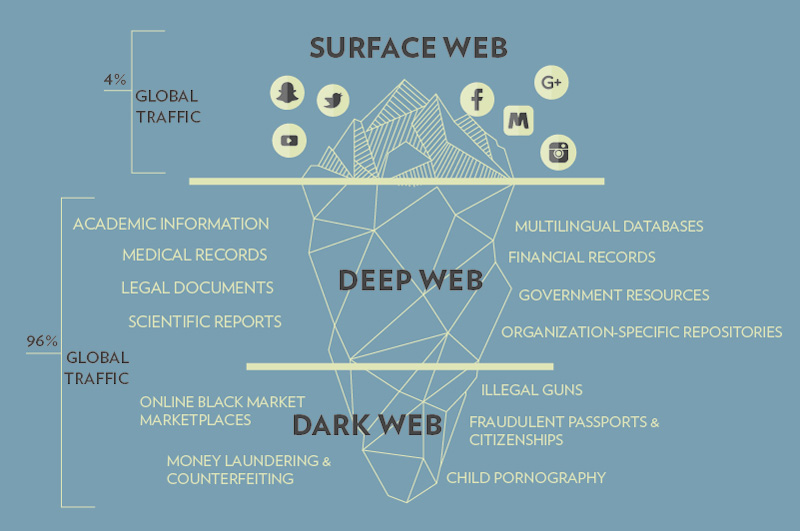 SURFACE WEB
4%
GLOBAL
TRAFFIC
G+
M
ACADEMIC INFORMATION
MEDICAL RECORDS
LEGAL DOCUMENTS
SCIENTIFIC REPORTS
DEEP WEB
MULTILINGUAL DATABASES
FINANCIAL RECORDS
GOVERNMENT RESOURCES
ORGANIZATION-SPECIFIC REPOSITORIES
96%
GLOBAL
TRAFFIC
ONLINE BLACK MARKET
MARKETPLACES
MONEY LAUNDERING &
COUNTERFEITING
DARK WEB
ILLEGAL GUNS
FRAUDULENT PASSPORTS &
CITIZENSHIPS
CHILD PORNOGRAPHY